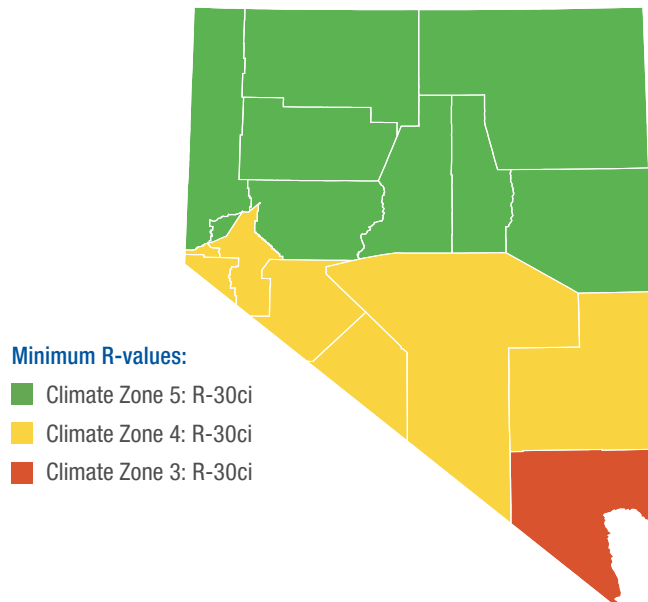 Minimum R-values:
Climate Zone 5: R-30ci
Climate Zone 4: R-30ci
Climate Zone 3: R-30ci